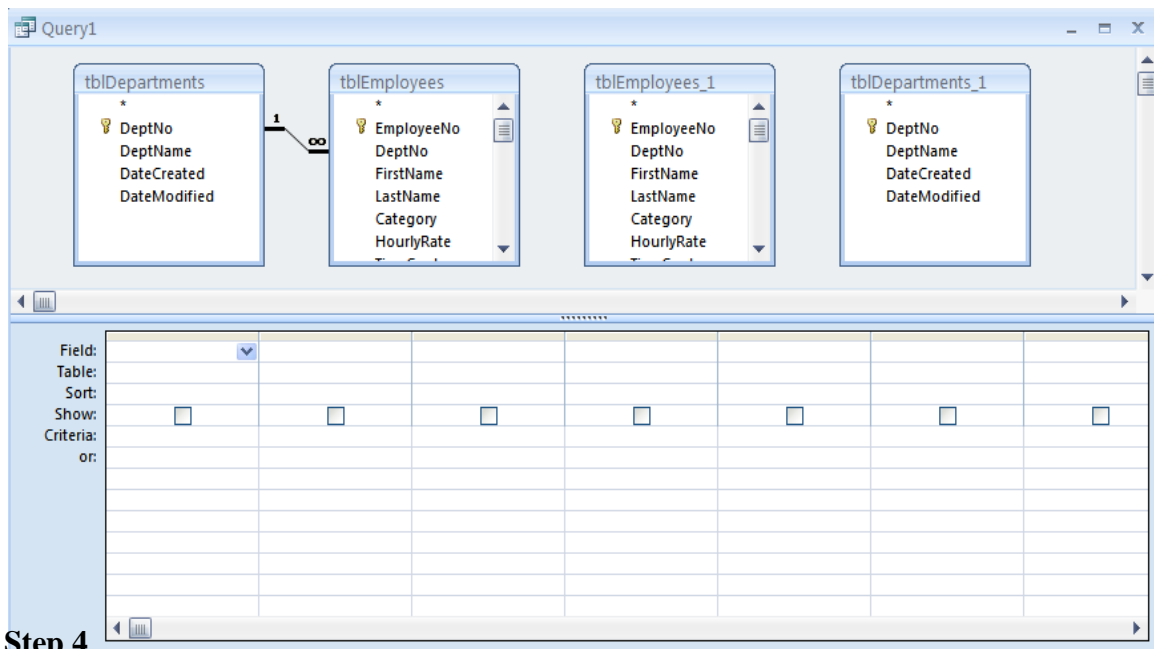 Query1
tblDepartments
*
DeptNo
DeptName
DateCreated
DateModified
1
∞
tblEmployees
*
EmployeeNo
DeptNo
FirstName
LastName
Category
HourlyRate
tblEmployees_1
*
EmployeeNo
DeptNo
FirstName
LastName
Category
HourlyRate
tblDepartments_1
*
DeptNo
DeptName
DateCreated
DateModified
Field:
Table:
Sort:
Show:
Criteria:
or:
Step 4